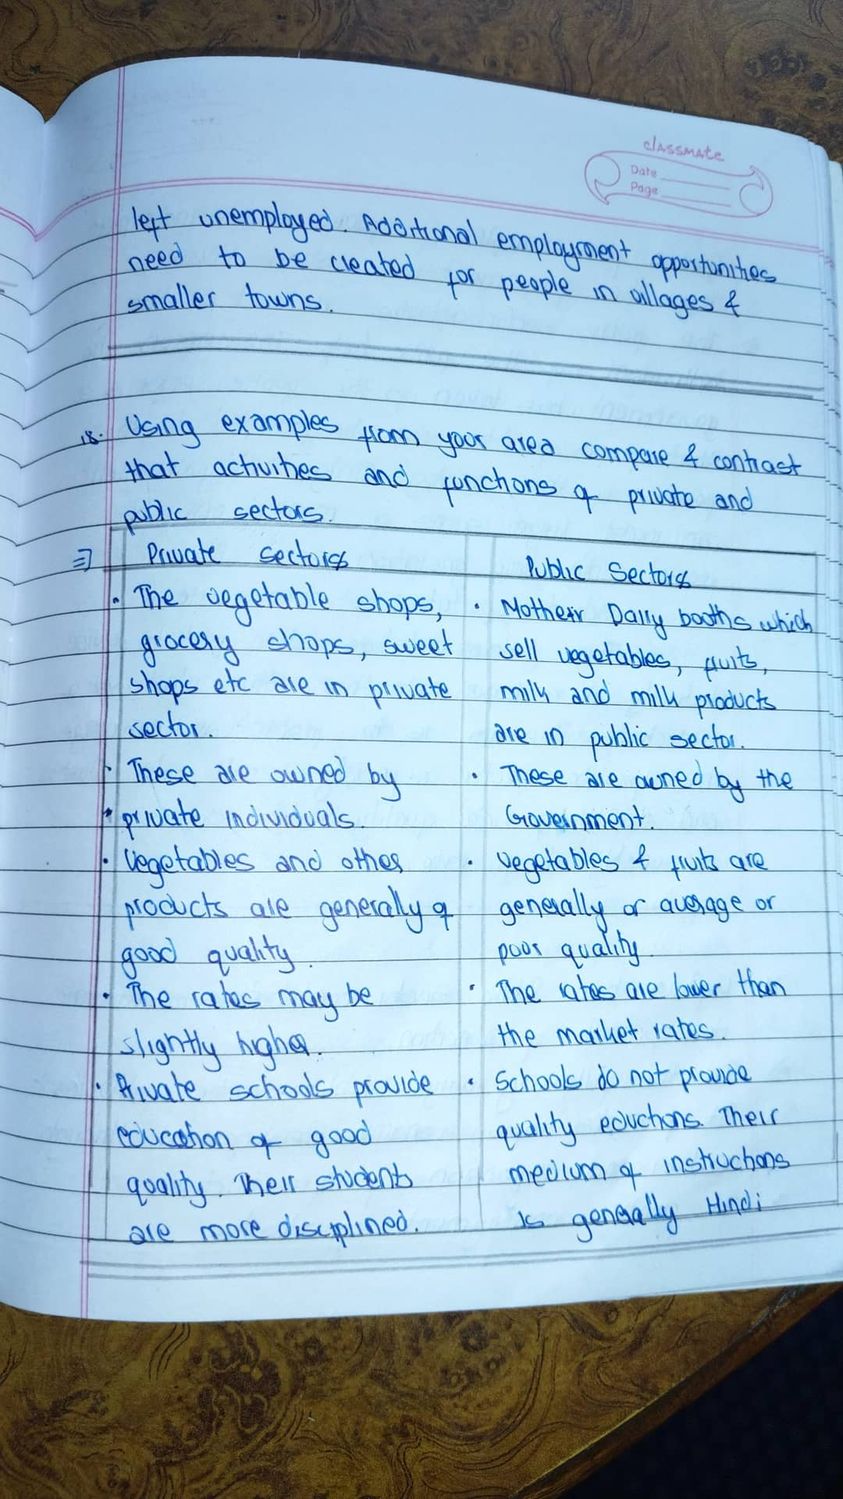 classmate
Date
Page
left unemployed. Additional employment opportunities
need to be created for people in villages &
smaller towns.
18. Using examples from your area compare & contrast
that activities and functions of private and
public sectors.
⇒ Private sectors
• The vegetable shops,
grocery shops, sweet
shops etc are in private
sector.
• These are owned by
• private individuals.
• Vegetables and other
products are generally of
good quality.
• The rates may be
slightly higher.
• Private schools provide
education of good
quality. Their students
are more disciplined.
Public Sectors
• Mother Dairy booths which
sell vegetables, fruits,
milk and milk products
are in public sector.
• These are owned by the
Government.
• Vegetables & fruits are
generally or average or
poor quality.
• The rates are lower than
the market rates.
• Schools do not provide
quality eductions. Their
medium of instructions
is generally Hindi